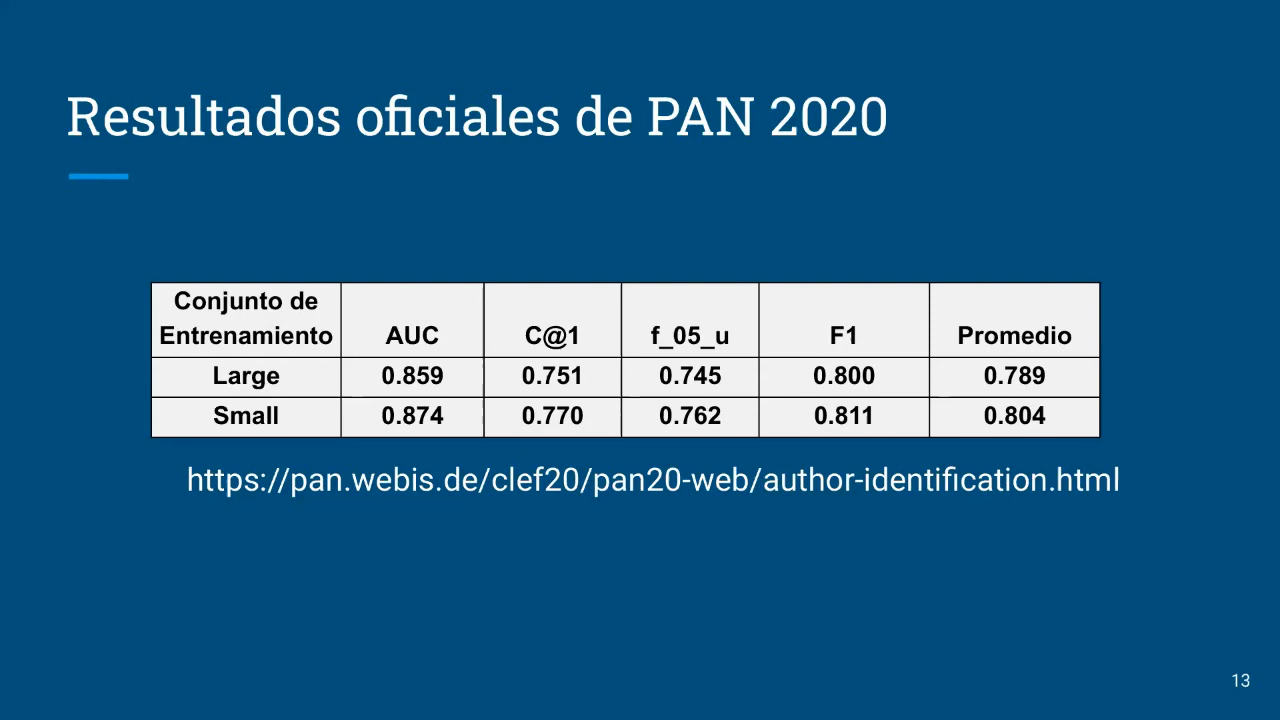 Resultados oficiales de PAN 2020
Conjunto de
Entrenamiento AUC C@1 f_05_u F1 Promedio
Large 0.859 0.751 0.745 0.800 0.789
Small 0.874 0.770 0.762 0.811 0.804
https://pan.webis.de/clef20/pan20-web/author-identification.html
13